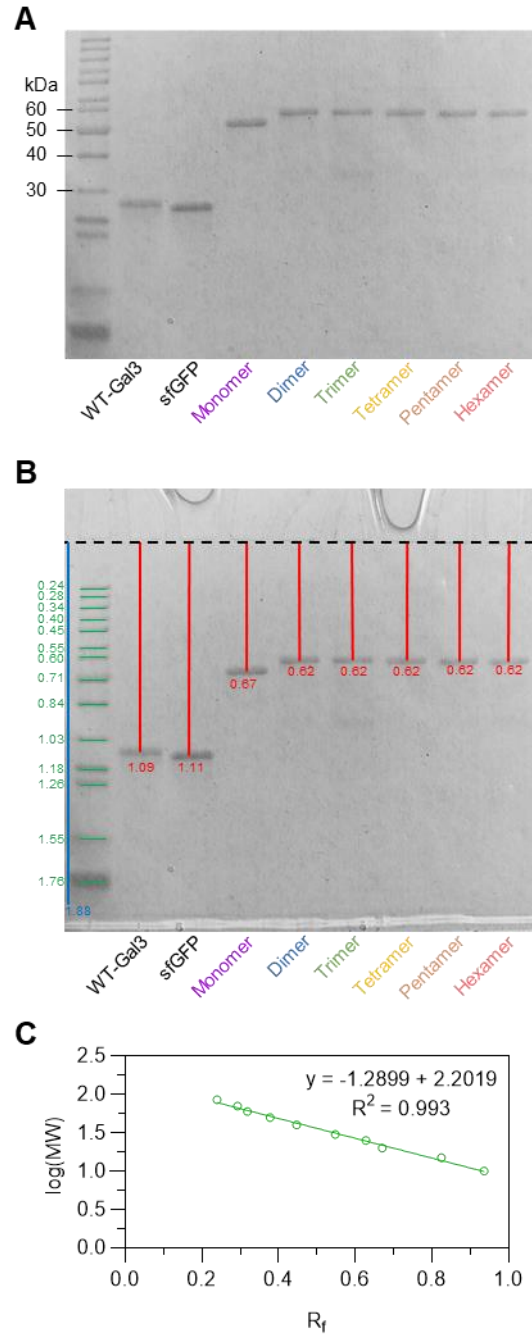 A
kDa
60
50
40
30
WT-Gal3
sfGFP
Monomer
Dimer
Trimer
Tetramer
Pentamer
Hexamer
B
0.24
0.28
0.34
0.40
0.45
0.55
0.60
0.71
0.84
1.03
1.18
1.26
1.55
1.76
1.88
1.09
1.11
0.67
0.62
0.62
0.62
0.62
0.62
WT-Gal3
sfGFP
Monomer
Dimer
Trimer
Tetramer
Pentamer
Hexamer
C
y = -1.2899 + 2.2019
R² = 0.993
log(MW)
2.5
2.0
1.5
1.0
0.5
0.0
0.0 0.2 0.4 0.6 0.8 1.0
Rf